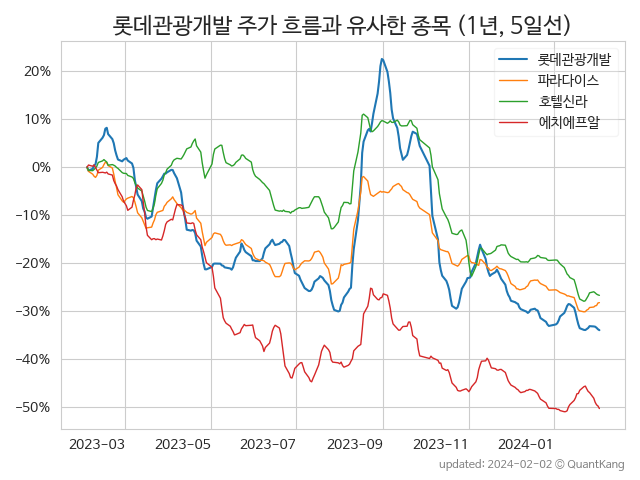 롯데관광개발 주가 흐름과 유사한 종목 (1년, 5일선)
롯데관광개발
파라다이스
호텔신라
에치에프알
20%
10%
0%
−10%
−20%
−30%
−40%
−50%
2023-03 2023-05 2023-07 2023-09 2023-11 2024-01
updated: 2024-02-02 © QuantKang